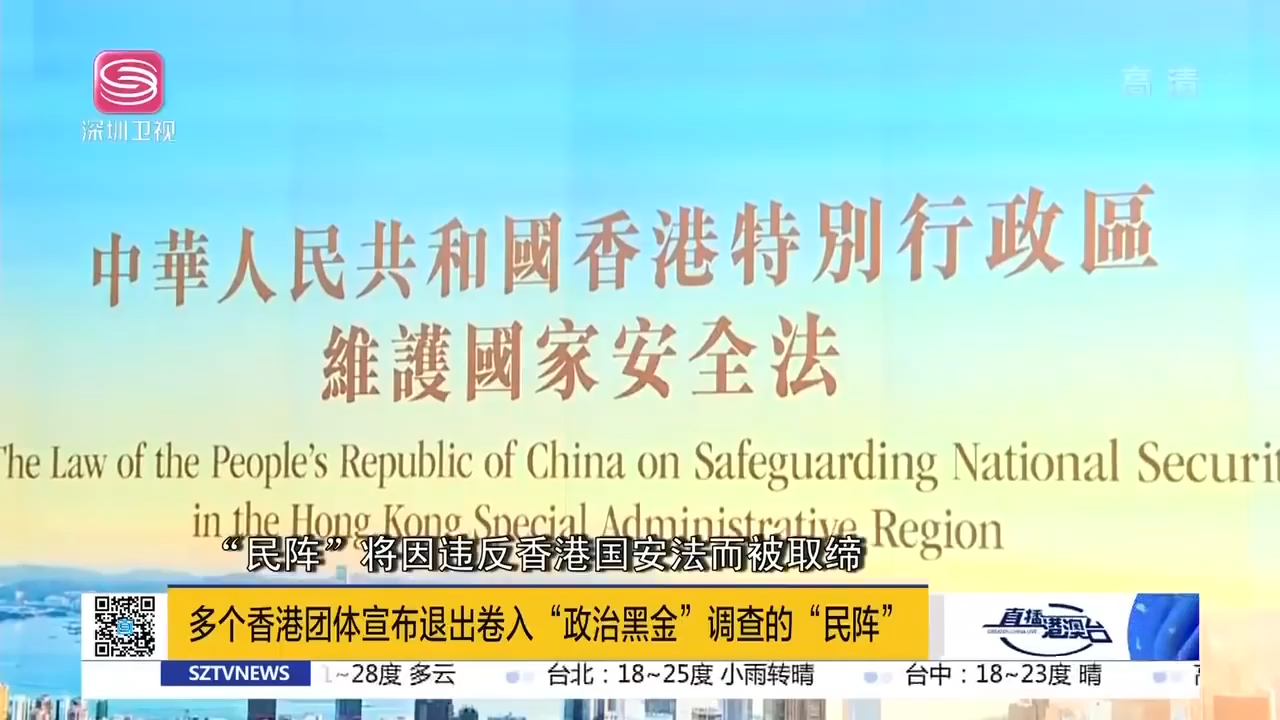 深圳卫视
高清
中華人民共和國香港特別行政區
維護國家安全法
The Law of the People's Republic of China on Safeguarding National Securit
in the Hong Kong Special Administrative Region
“民阵”将因违反香港国安法而被取缔
多个香港团体宣布退出卷入“政治黑金”调查的“民阵”
直播港澳台
SZTVNEWS
1~28度 多云 台北：18~25度 小雨转晴 台中：18~23度 晴